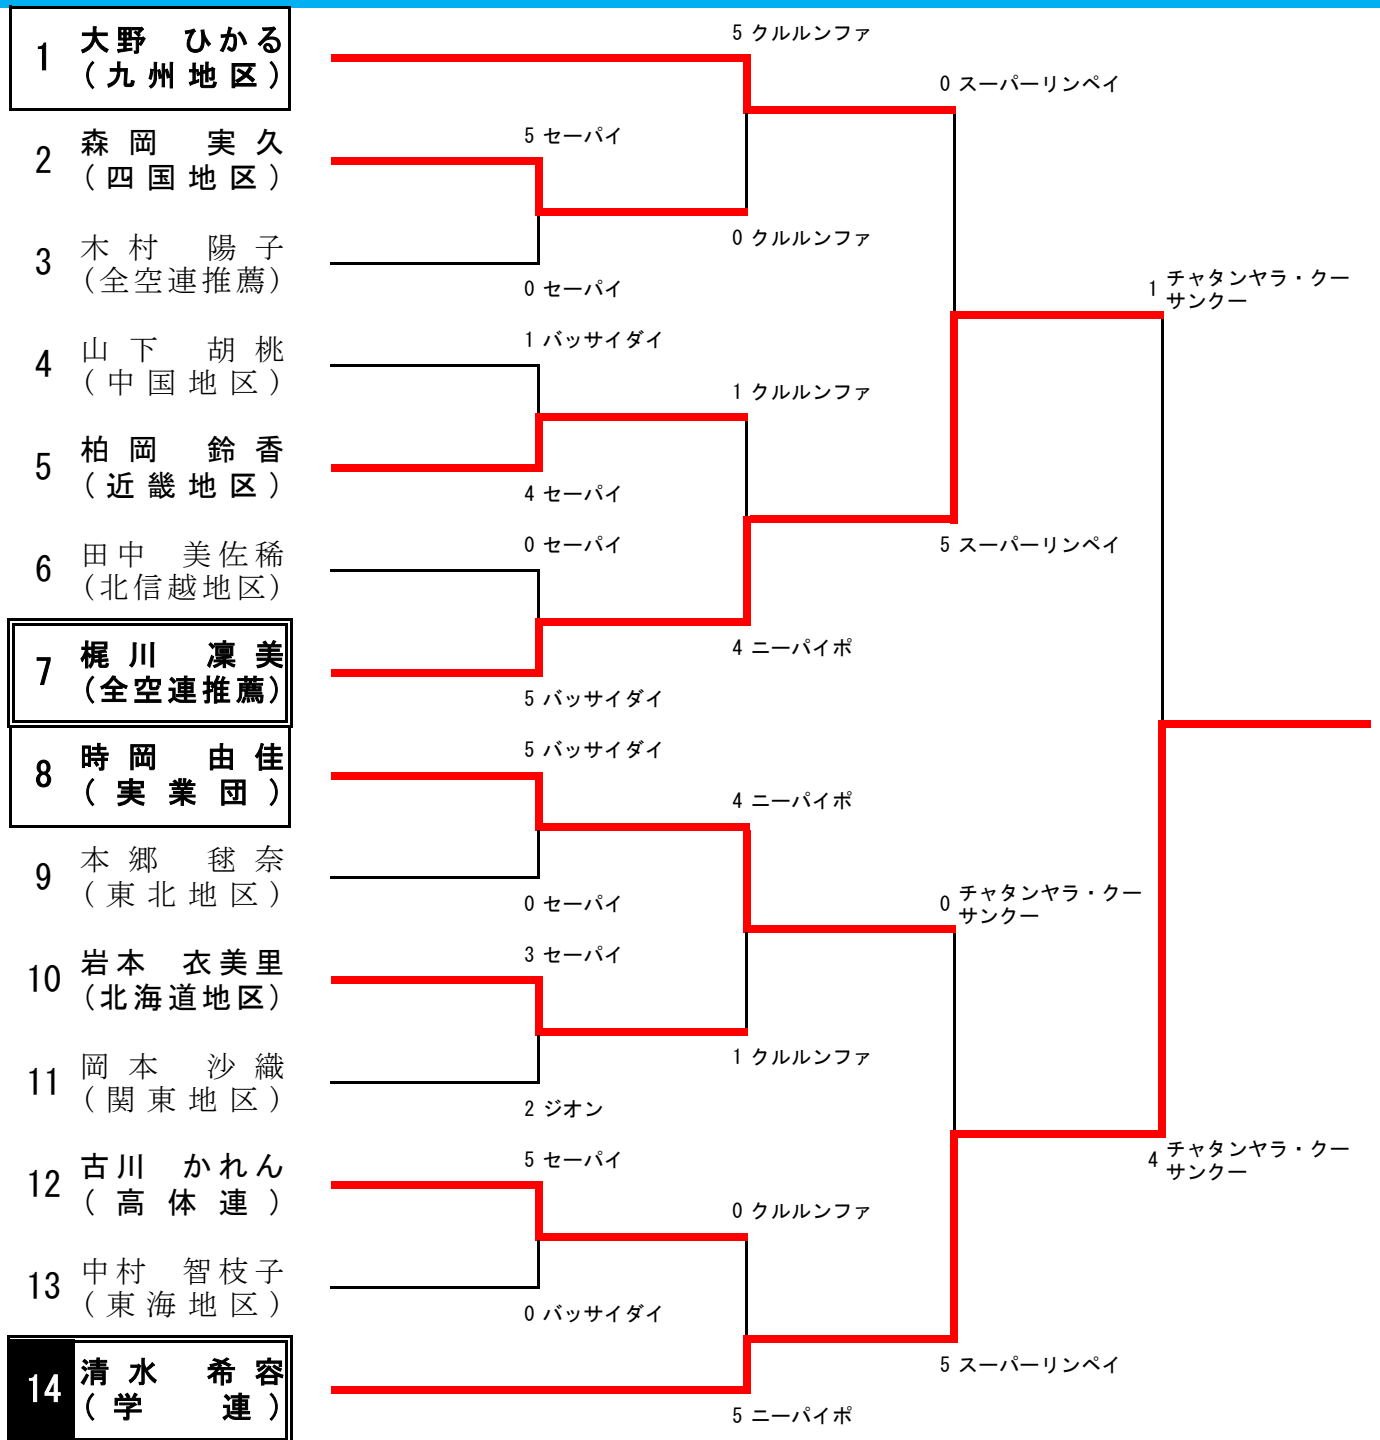 1 大野 ひかる
(九州地区)
2 森岡 実久
(四国地区)
3 木村 陽子
(全空連推薦)
4 山下 胡桃
(中国地区)
5 柏岡 鈴香
(近畿地区)
6 田中 美佐稀
(北信越地区)
7 梶川 凜美
(全空連推薦)
8 時岡 由佳
(実業団)
9 本郷 毬奈
(東北地区)
10 岩本 衣美里
(北海道地区)
11 岡本 沙織
(関東地区)
12 古川 かれん
(高体連)
13 中村 智枝子
(東海地区)
14 清水 希容
(学連)
5 セーパイ
0 セーパイ
1 バッサイダイ
4 セーパイ
0 セーパイ
5 バッサイダイ
5 バッサイダイ
0 セーパイ
3 セーパイ
2 ジオン
5 セーパイ
0 バッサイダイ
5 クルルンファ
0 クルルンファ
1 クルルンファ
4 ニーパイポ
4 ニーパイポ
1 クルルンファ
0 クルルンファ
5 ニーパイポ
0 スーパーリンペイ
5 スーパーリンペイ
0 チャタンヤラ・クー
サンクー
5 スーパーリンペイ
1 チャタンヤラ・クー
サンクー
4 チャタンヤラ・クー
サンクー